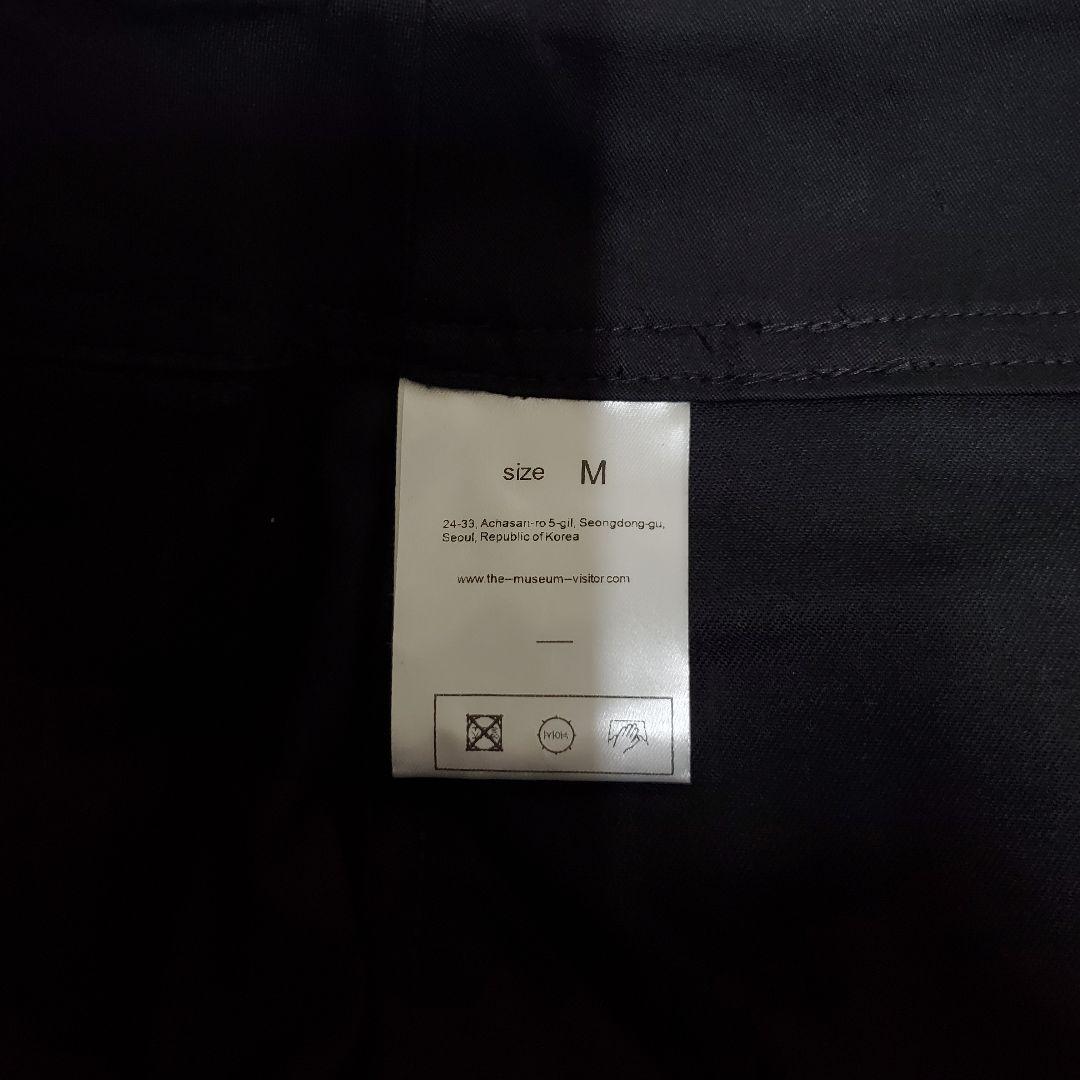 size M
24-33, Achasan-ro 5-gil, Seongdong-gu,
Seoul, Republic of Korea
www.the-museum-visitor.com